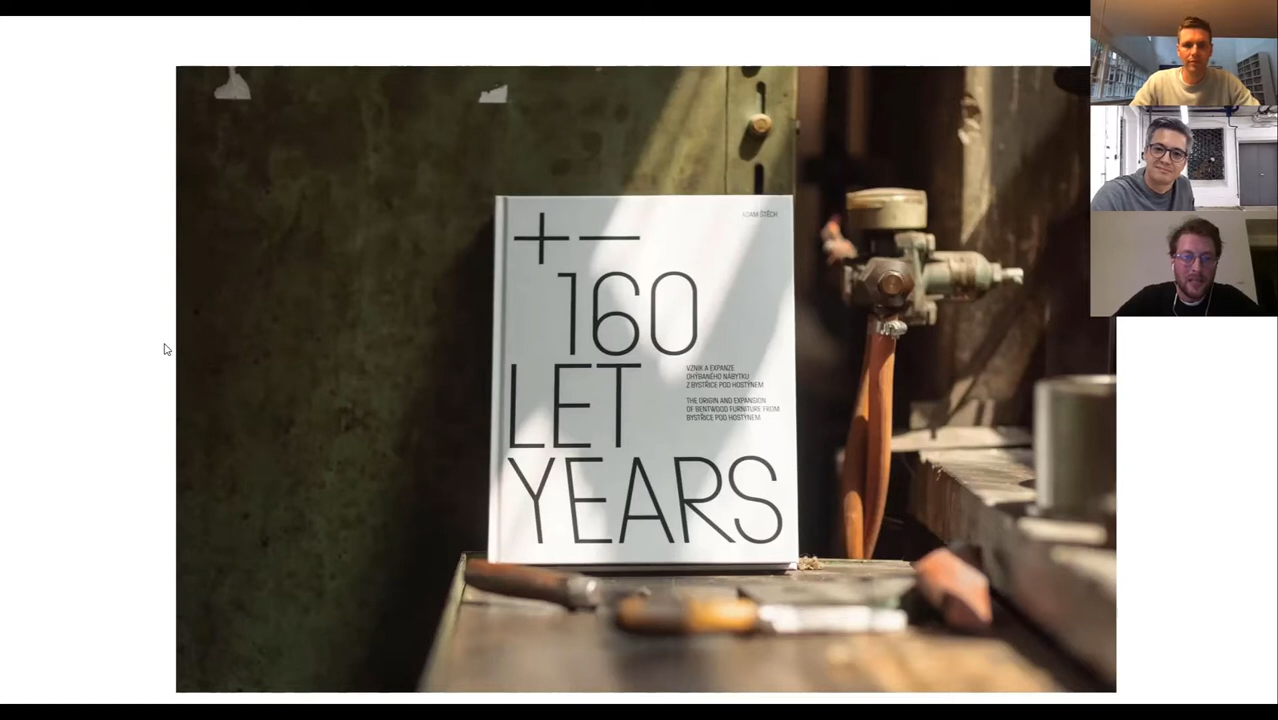 ADAM ŠTĚCH
+−
160
LET
YEARS
VZNIK A EXPANZE
OHÝBANÉHO NÁBYTKU
Z BYSTŘICE POD HOSTÝNEM
THE ORIGIN AND EXPANSION
OF BENTWOOD FURNITURE FROM
BYSTŘICE POD HOSTÝNEM